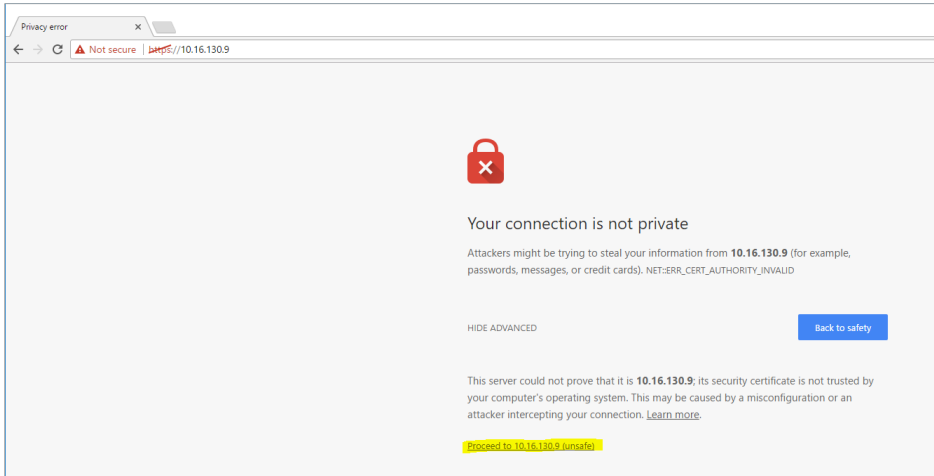 Privacy error
Not secure | https://10.16.130.9
Your connection is not private
Attackers might be trying to steal your information from 10.16.130.9 (for example,
passwords, messages, or credit cards). NET::ERR_CERT_AUTHORITY_INVALID
HIDE ADVANCED
Back to safety
This server could not prove that it is 10.16.130.9; its security certificate is not trusted by
your computer's operating system. This may be caused by a misconfiguration or an
attacker intercepting your connection. Learn more.
Proceed to 10.16.130.9 (unsafe)